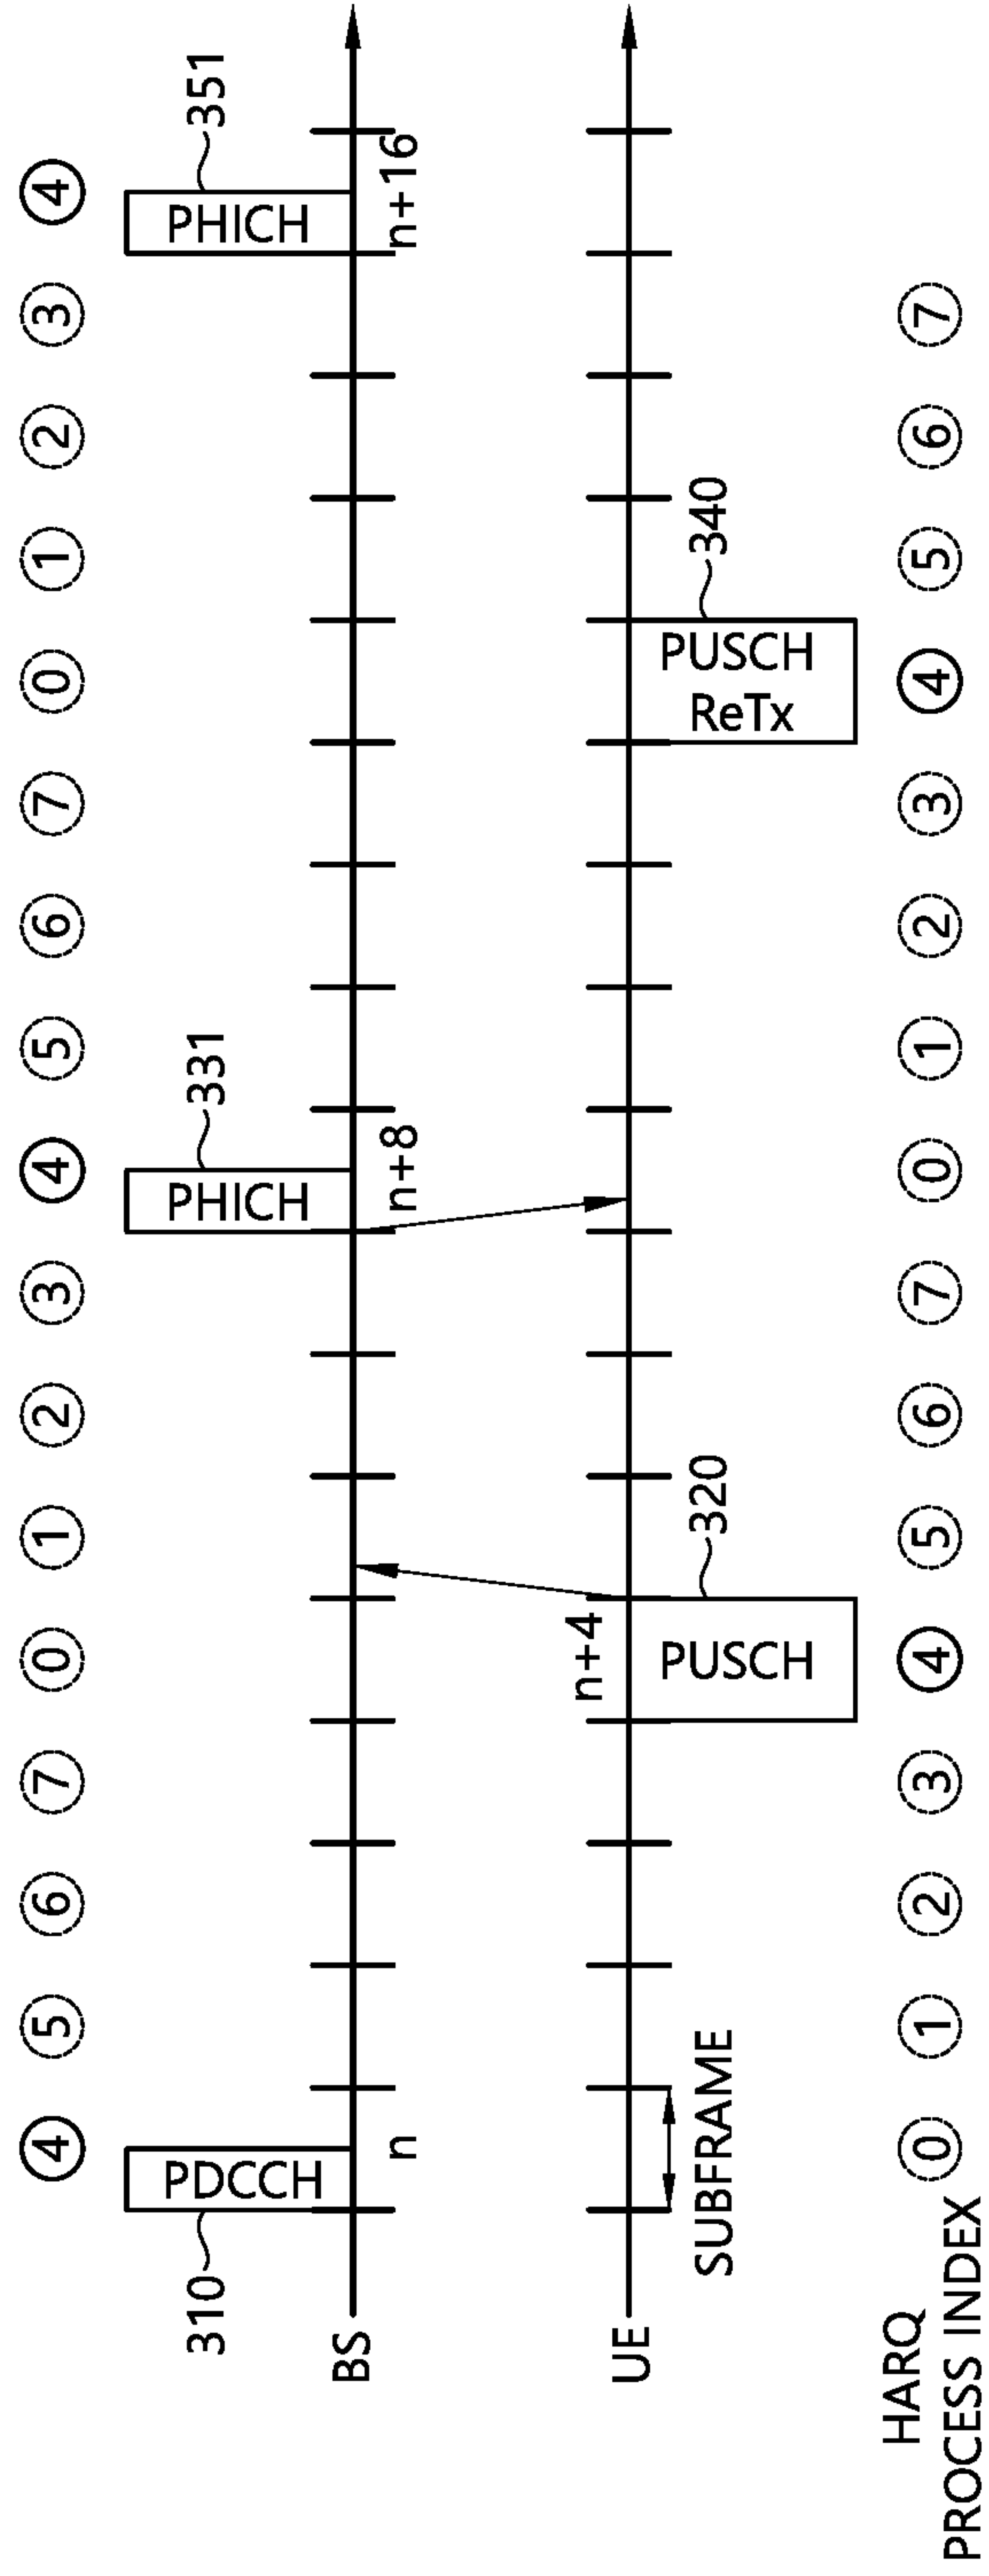 4 5 6 7 0 1 2 3 4 5 6 7 0 1 2 3 4
310
PDCCH
PHICH
331
PHICH
351
BS
n
n+8
n+16
UE
n+4
SUBFRAME
PUSCH
320
PUSCH
ReTx
340
HARQ
PROCESS INDEX
0 1 2 3 4 5 6 7 0 1 2 3 4 5 6 7